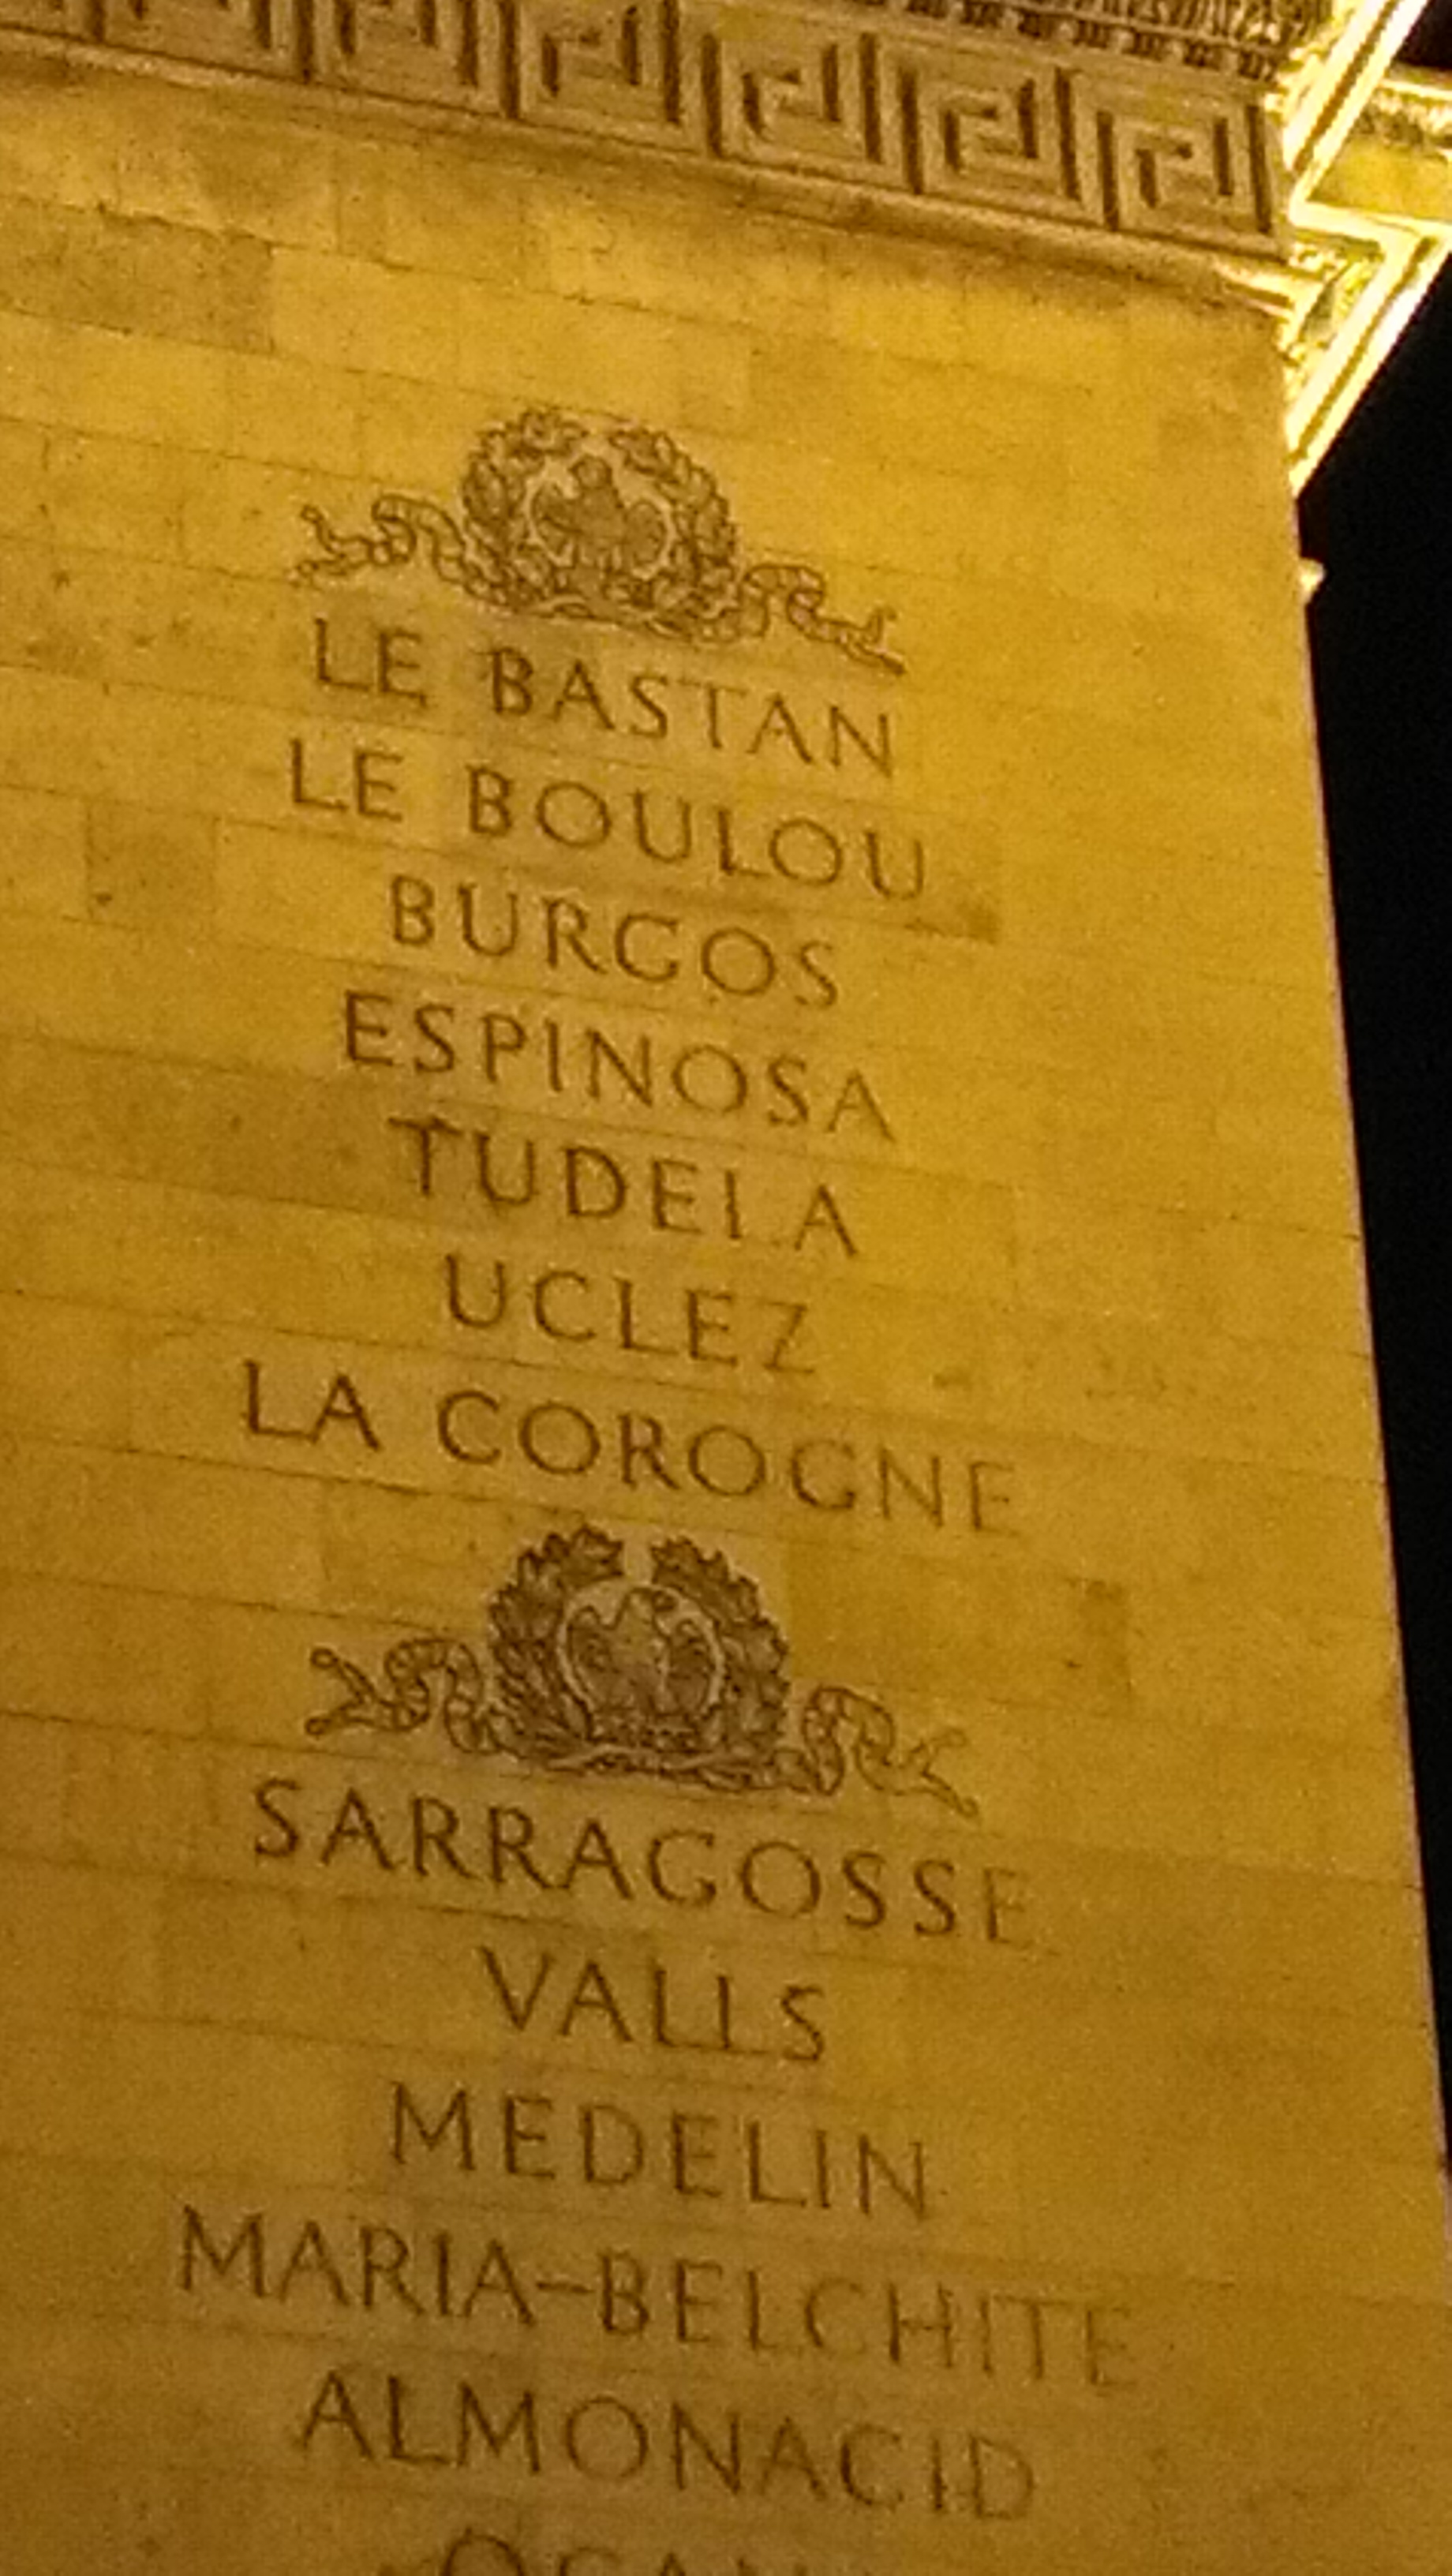 LE BASTAN
LE BOULOU
BURGOS
ESPINOSA
TUDELA
UCLEZ
LA COROGNE
SARRAGOSSE
VALLS
MEDELIN
MARIA-BELCHITE
ALMONACID